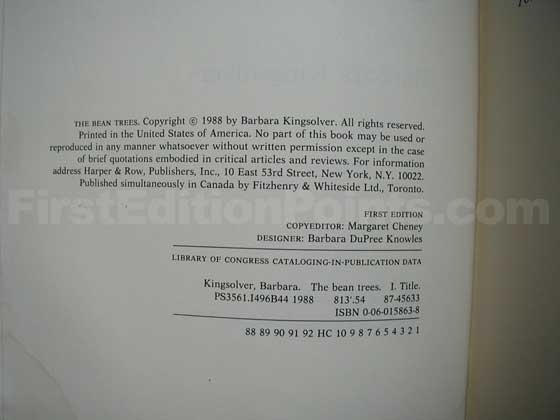 THE BEAN TREES. Copyright © 1988 by Barbara Kingsolver. All rights reserved.
Printed in the United States of America. No part of this book may be used or
reproduced in any manner whatsoever without written permission except in the case
of brief quotations embodied in critical articles and reviews. For information
address Harper & Row, Publishers, Inc., 10 East 53rd Street, New York, N.Y. 10022.
Published simultaneously in Canada by Fitzhenry & Whiteside Ltd., Toronto.
FirstEditionPoints.com
FIRST EDITION
COPYEDITOR: Margaret Cheney
DESIGNER: Barbara DuPree Knowles
LIBRARY OF CONGRESS CATALOGING-IN-PUBLICATION DATA
Kingsolver, Barbara. The bean trees. I. Title.
PS3561.I496B44 1988 813'.54 87-45633
ISBN 0-06-015863-8
88 89 90 91 92 HC 10 9 8 7 6 5 4 3 2 1